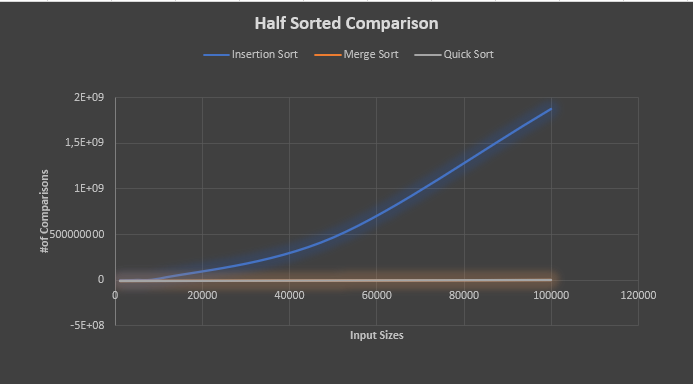 Half Sorted Comparison
Insertion Sort Merge Sort Quick Sort
2E+09
1,5E+09
1E+09
500000000
0
-5E+08
#of Comparisons
0 20000 40000 60000 80000 100000 120000
Input Sizes